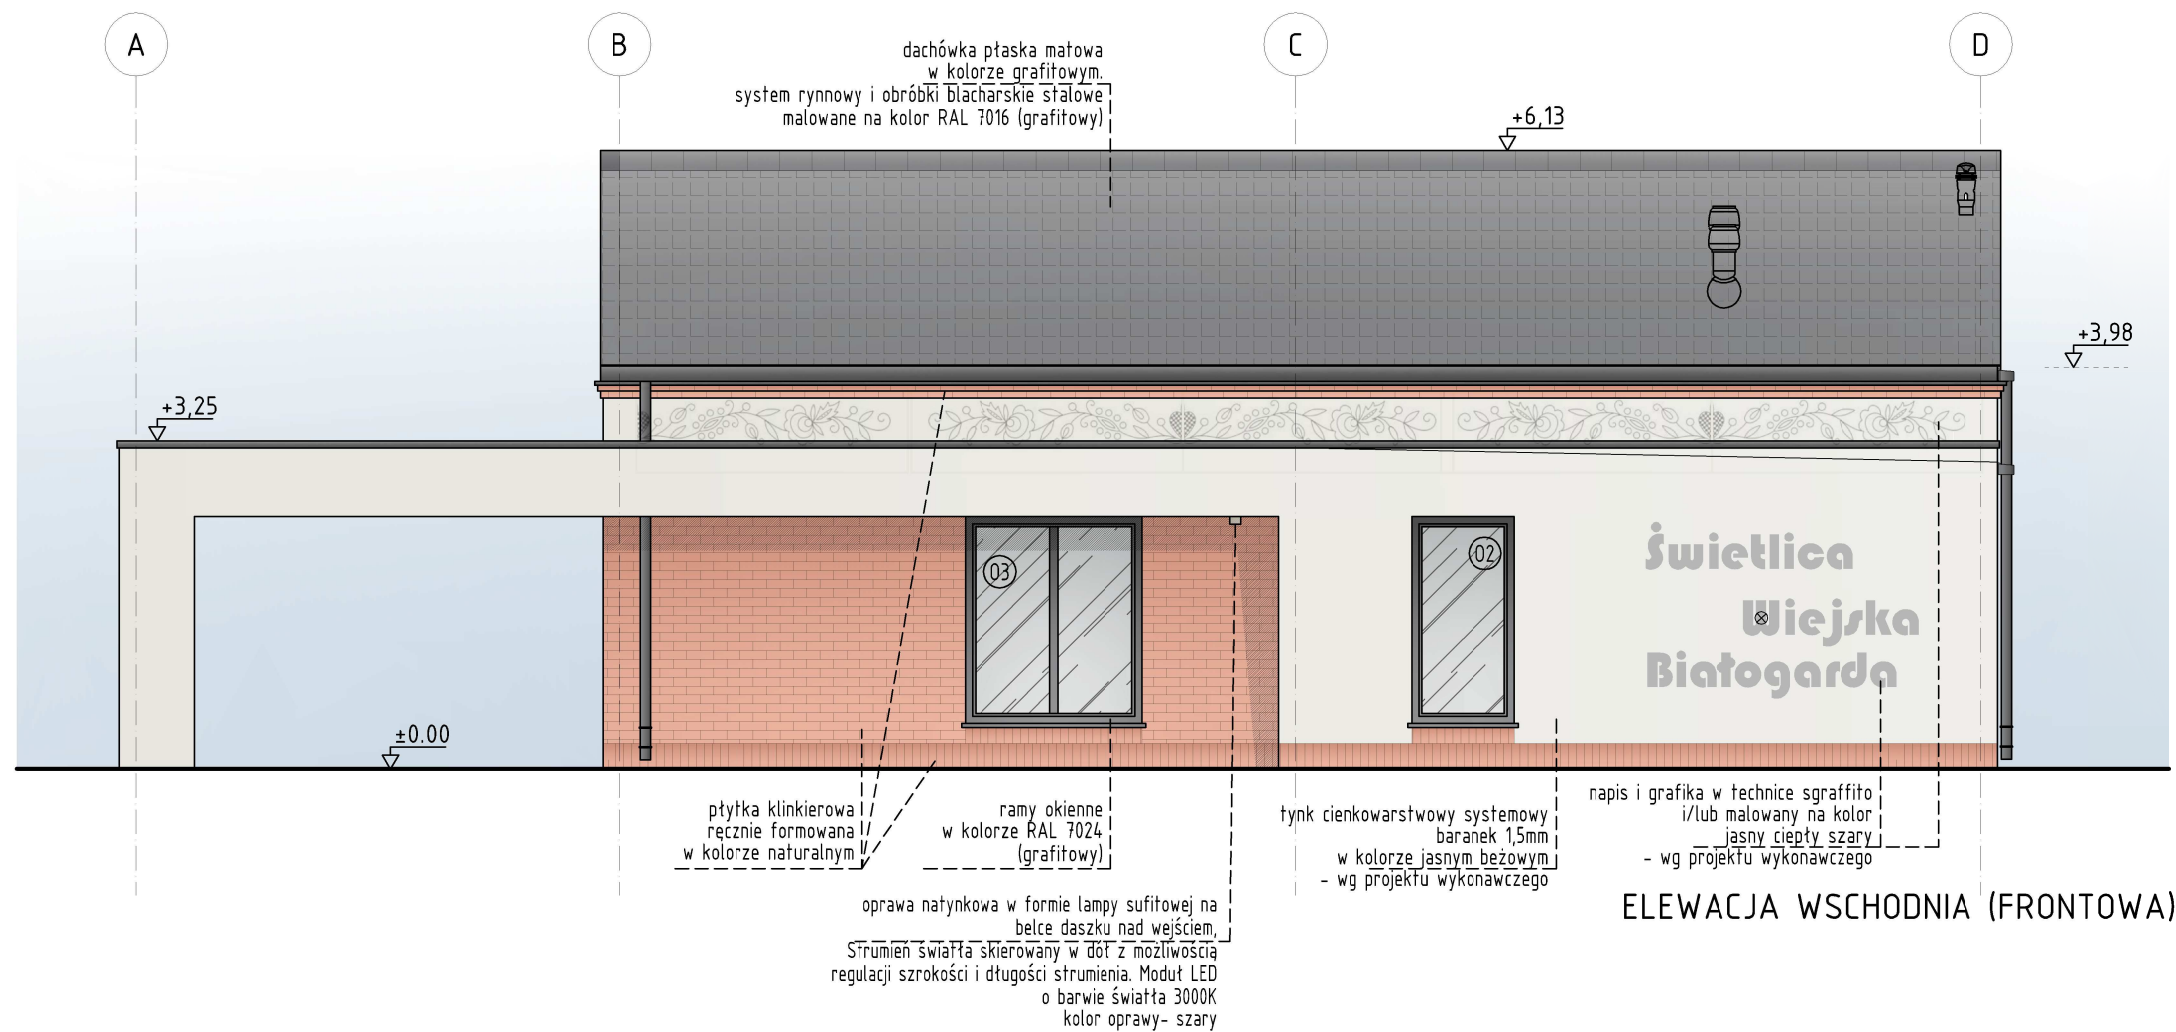 A
B
C
D
dachówka płaska matowa
w kolorze grafitowym.
system rynnowy i obróbki blacharskie stalowe
malowane na kolor RAL 7016 (grafitowy)
+6,13
+3,98
+3,25
03
02
Świetlica
Wiejska
Białogarda
±0.00
płytka klinkierowa
ręcznie formowana
w kolorze naturalnym
ramy okienne
w kolorze RAL 7024
(grafitowy)
tynk cienkowarstwowy systemowy
baranek 1,5mm
w kolorze jasnym beżowym
- wg projektu wykonawczego
napis i grafika w technice sgraffito
i/lub malowany na kolor
jasny ciepły szary
- wg projektu wykonawczego
oprawa natynkowa w formie lampy sufitowej na
belce daszku nad wejściem,
Strumień światła skierowany w dół z możliwością
regulacji szrokości i długości strumienia. Moduł LED
o barwie światła 3000K
kolor oprawy- szary
ELEWACJA WSCHODNIA (FRONTOWA)